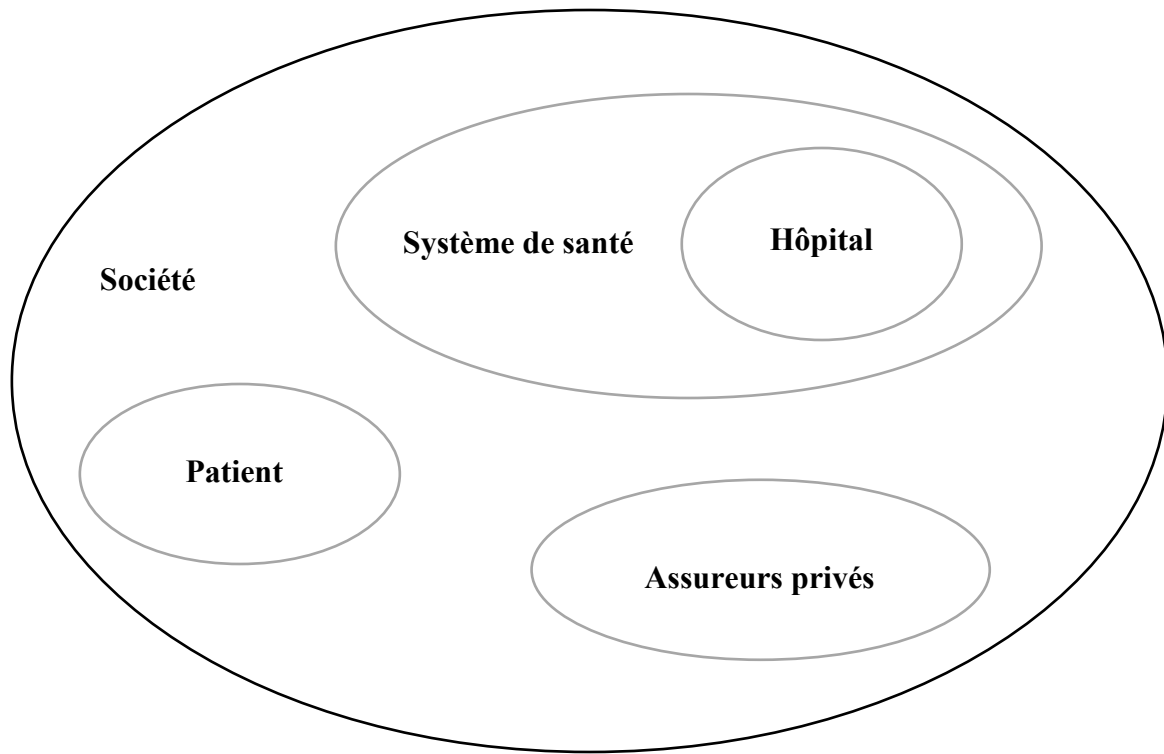 Système de santé
Hôpital
Société
Patient
Assureurs privés